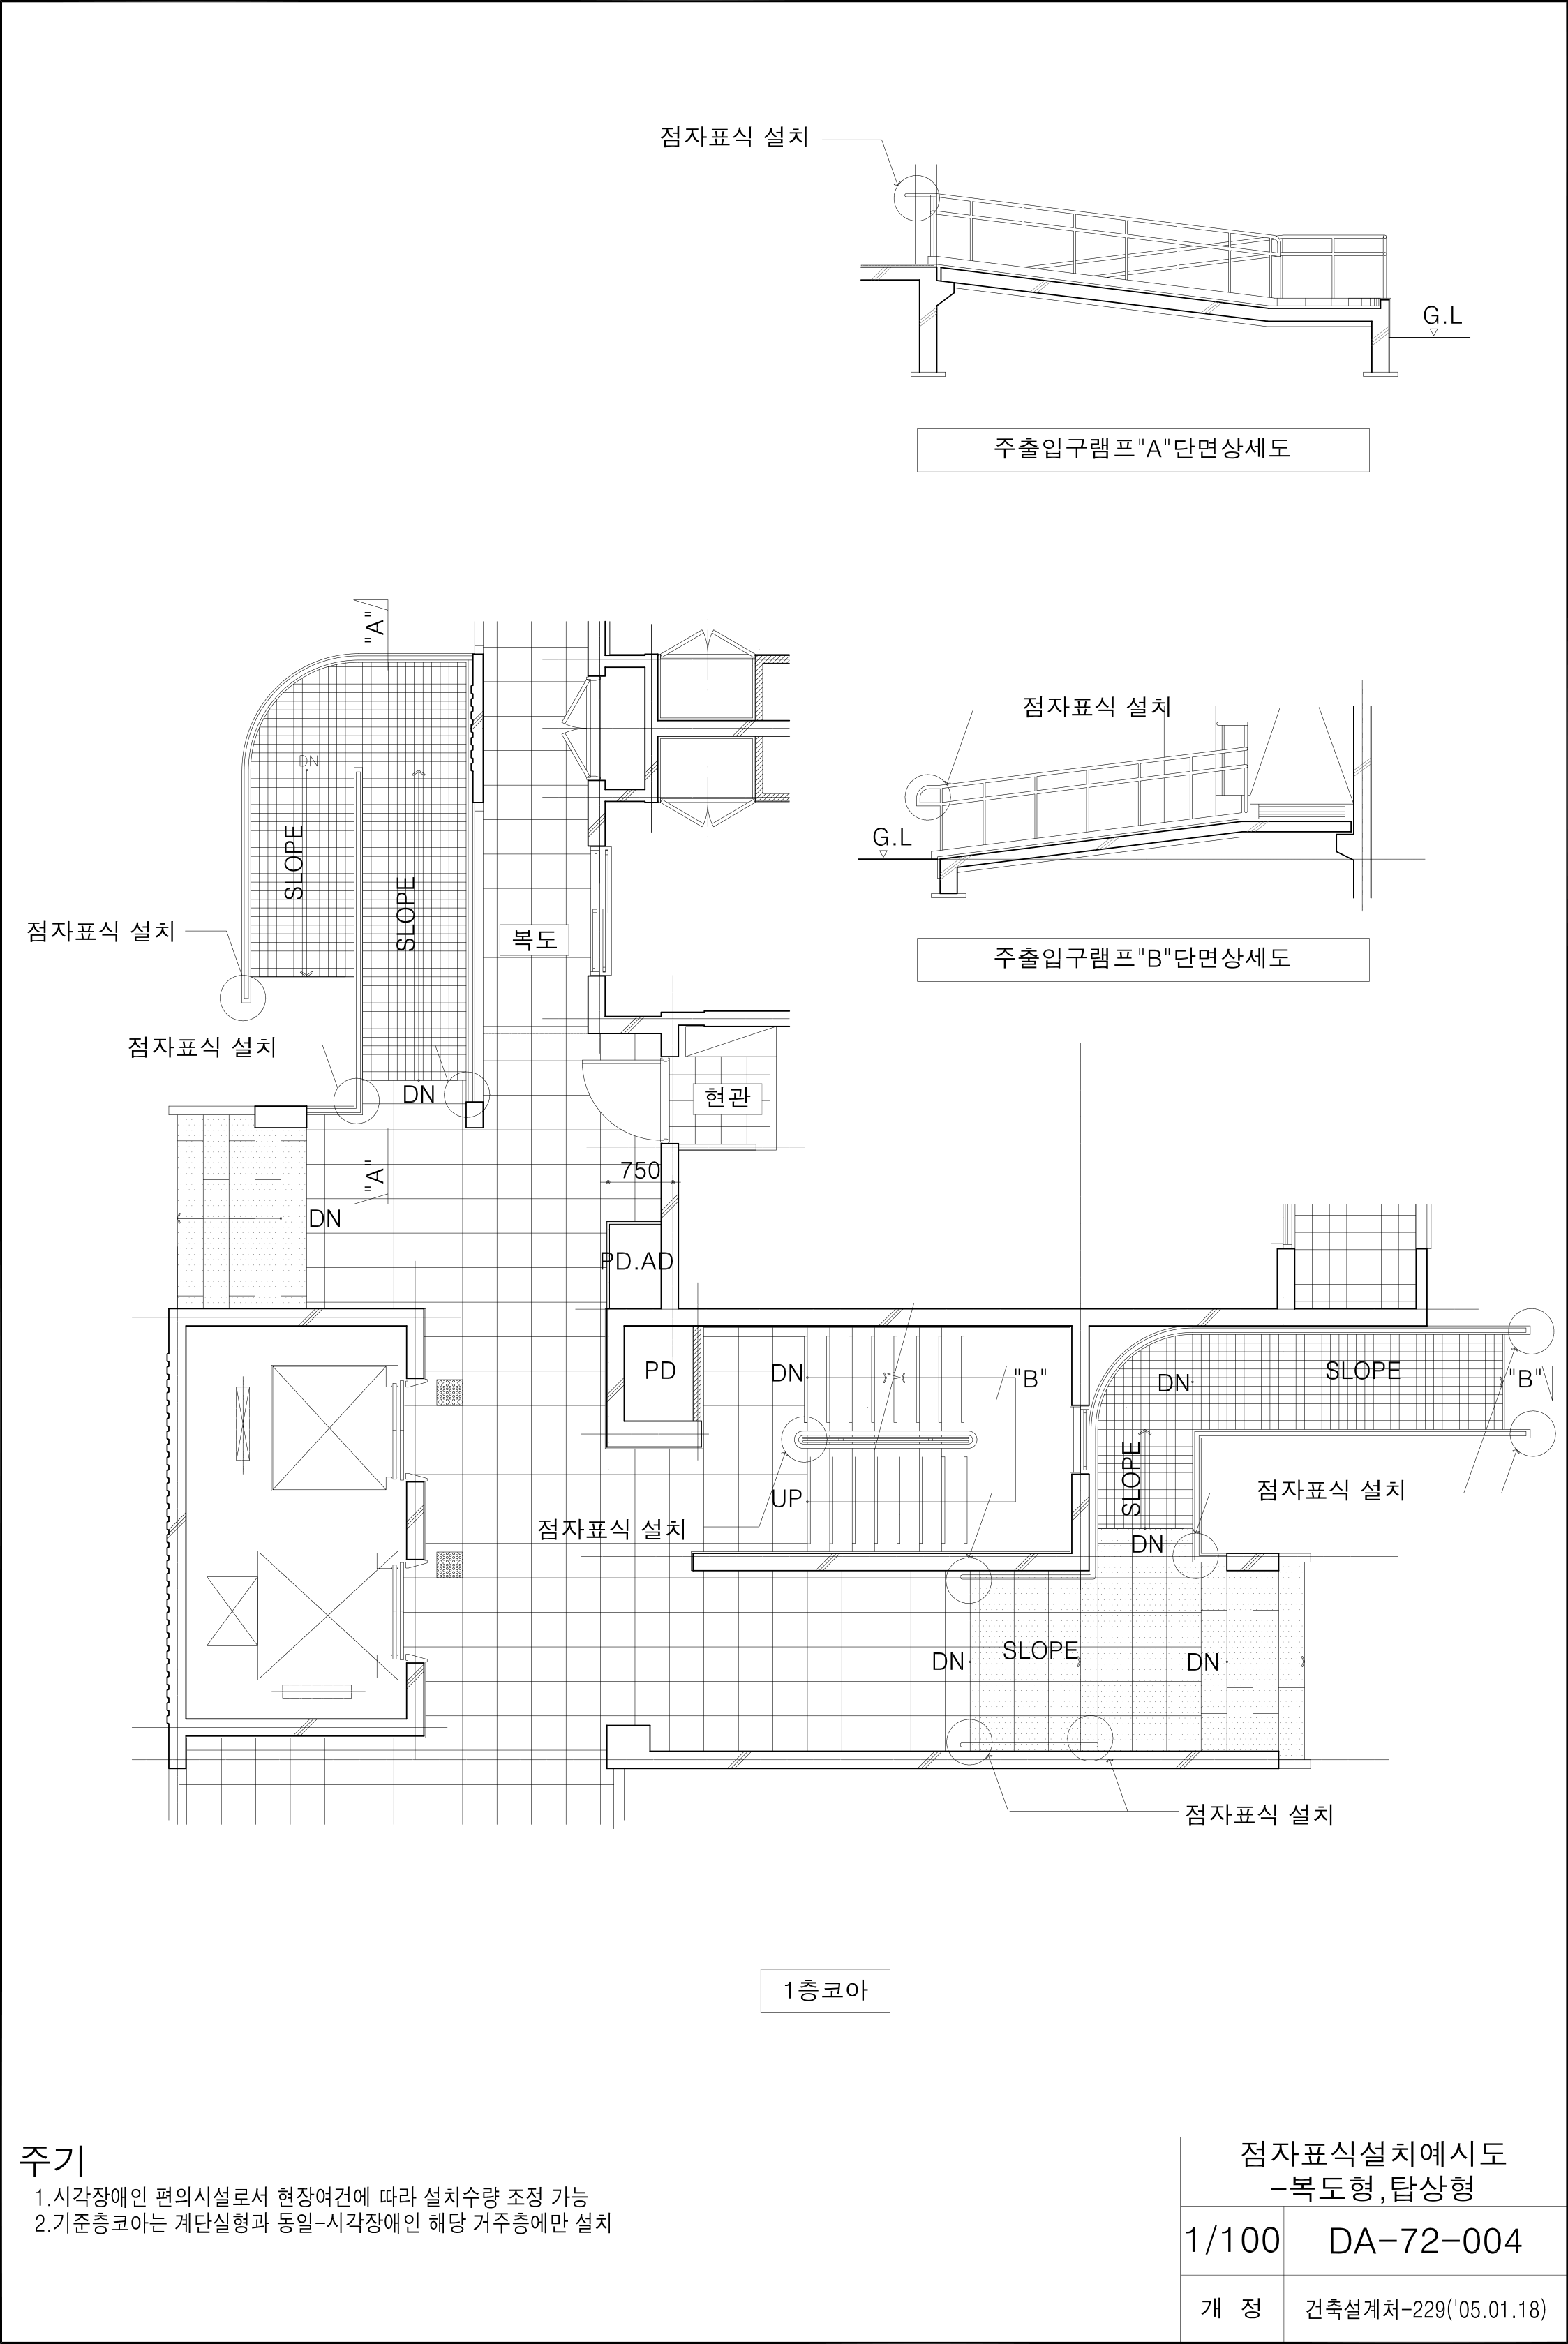 점자표식 설치
G.L
주출입구램프"A"단면상세도
"A"
점자표식 설치
DN
G.L
SLOPE
SLOPE
점자표식 설치
복도
주출입구램프"B"단면상세도
점자표식 설치
DN
현관
"A"
750
DN
PD.AD
PD
DN
"B"
DN
SLOPE
"B"
SLOPE
UP
점자표식 설치
점자표식 설치
DN
DN
SLOPE
DN
점자표식 설치
1층코아
주기
1.시각장애인 편의시설로서 현장여건에 따라 설치수량 조정 가능
2.기준층코아는 계단실형과 동일-시각장애인 해당 거주층에만 설치
점자표식설치예시도
-복도형,탑상형
1/100
DA-72-004
개 정
건축설계처-229('05.01.18)